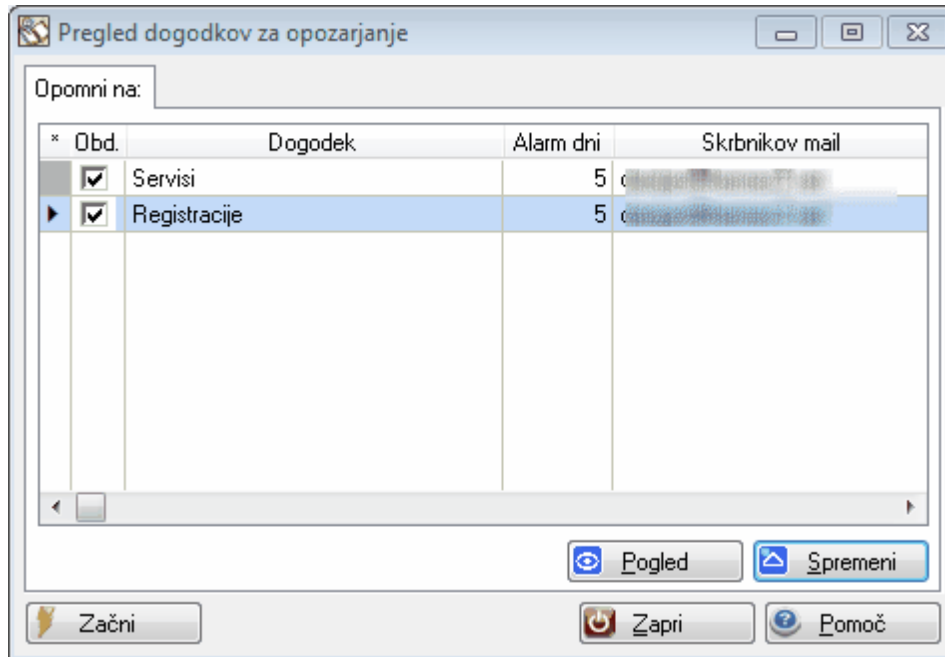 Pregled dogodkov za opozarjanje
Opomni na:
* Obd. Dogodek Alarm dni Skrbnikov mail
Servisi 5
Registracije 5
Pogled Spremeni
Začni Zapri Pomoč